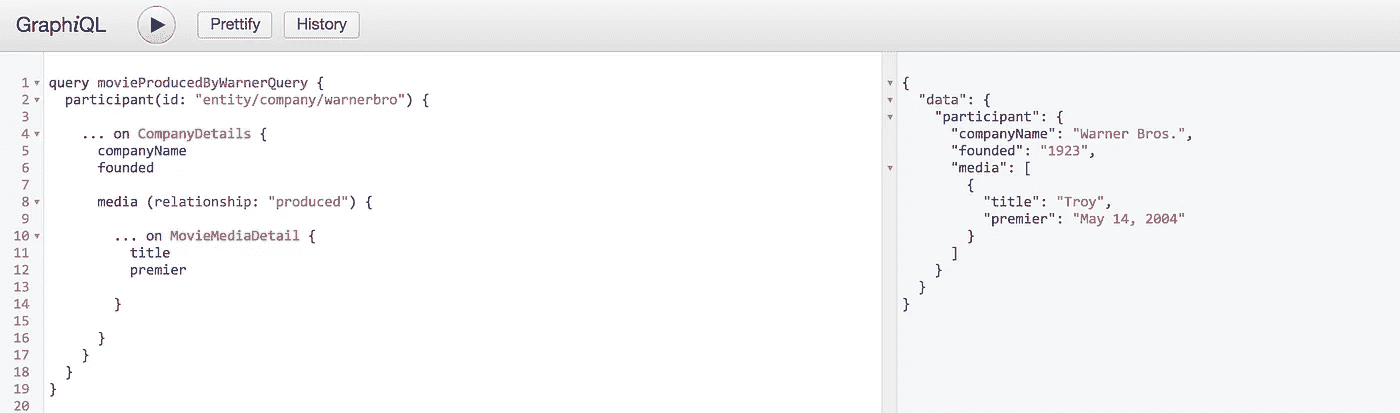 GraphiQL Prettify History
1 query movieProducedByWarnerQuery {
2   participant(id: "entity/company/warnerbro") {
3
4     ... on CompanyDetails {
5       companyName
6       founded
7
8       media (relationship: "produced") {
9
10         ... on MovieMediaDetail {
11           title
12           premier
13
14         }
15
16       }
17     }
18   }
19 }
20
{
  "data": {
    "participant": {
      "companyName": "Warner Bros.",
      "founded": "1923",
      "media": [
        {
          "title": "Troy",
          "premier": "May 14, 2004"
        }
      ]
    }
  }
}